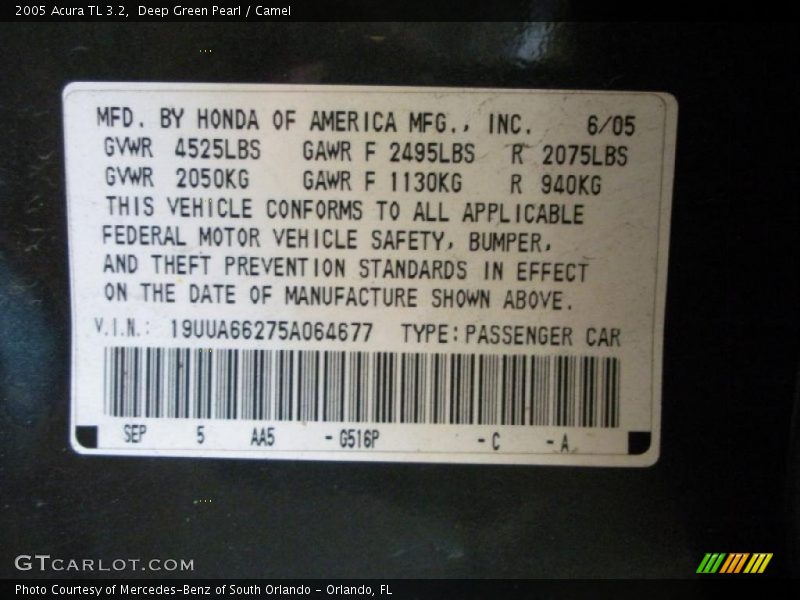 2005 Acura TL 3.2,  Deep Green Pearl / Camel
MFD. BY HONDA OF AMERICA MFG., INC. 6/05
GVWR 4525LBS GAWR F 2495LBS R 2075LBS
GVWR 2050KG GAWR F 1130KG R 940KG
THIS VEHICLE CONFORMS TO ALL APPLICABLE
FEDERAL MOTOR VEHICLE SAFETY, BUMPER,
AND THEFT PREVENTION STANDARDS IN EFFECT
ON THE DATE OF MANUFACTURE SHOWN ABOVE.
V.I.N.: 19UUA66275A064677 TYPE:PASSENGER CAR
SEP 5 AA5 -G516P -C -A
GTCARLOT.COM
Photo Courtesy of Mercedes-Benz of South Orlando - Orlando, FL